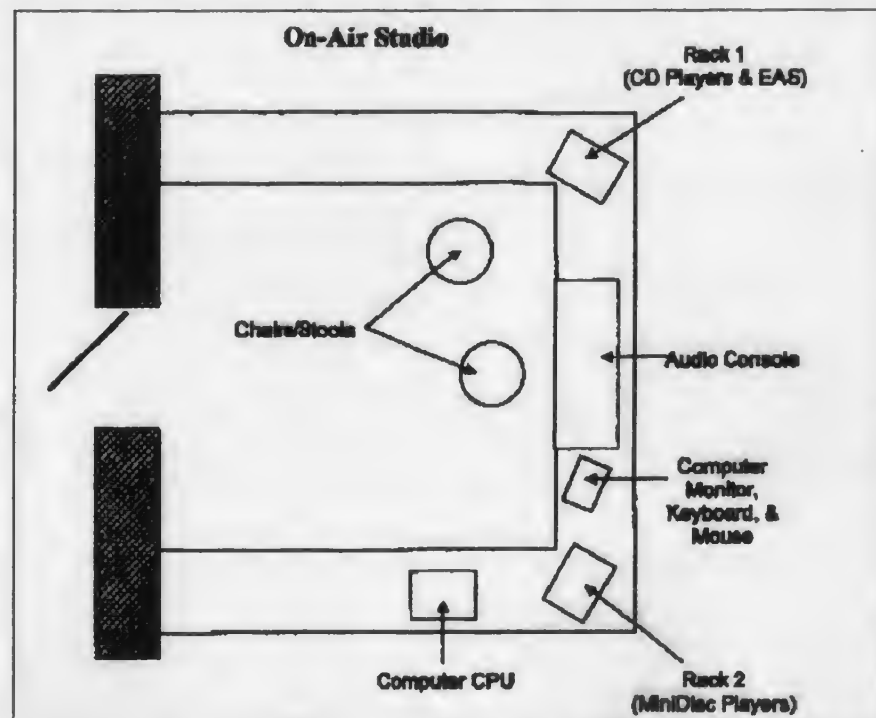 On-Air Studio
Rack 1
(CD Players & EAS)
Chairs/Stools
Audio Console
Computer
Monitor,
Keyboard, &
Mouse
Computer CPU
Rack 2
(MiniDisc Players)